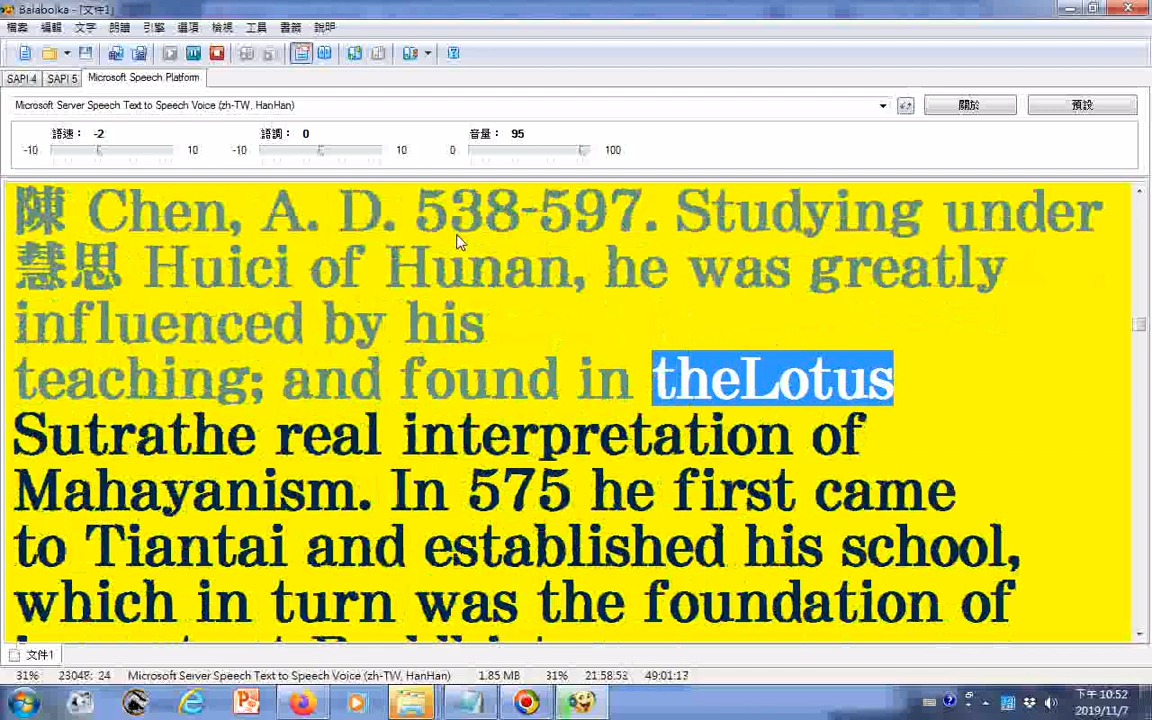 Balabolka - [文件1]
檔案 編輯 文字 朗讀 引擎 選項 檢視 工具 書籤 說明
SAPI 4 SAPI 5 Microsoft Speech Platform
Microsoft Server Speech Text to Speech Voice (zh-TW, HanHan) 關於 預設
語速： -2 語調： 0 音量： 95
-10 10 -10 10 0 100
陳 Chen, A. D. 538-597. Studying under
慧思 Huici of Hunan, he was greatly
influenced by his
teaching; and found in theLotus
Sutrathe real interpretation of
Mahayanism. In 575 he first came
to Tiantai and established his school,
which in turn was the foundation of
文件1
31% 23048: 24 Microsoft Server Speech Text to Speech Voice (zh-TW, HanHan) 1.85 MB 31% 21:58:53 49:01:17
下午 10:52
2019/11/7